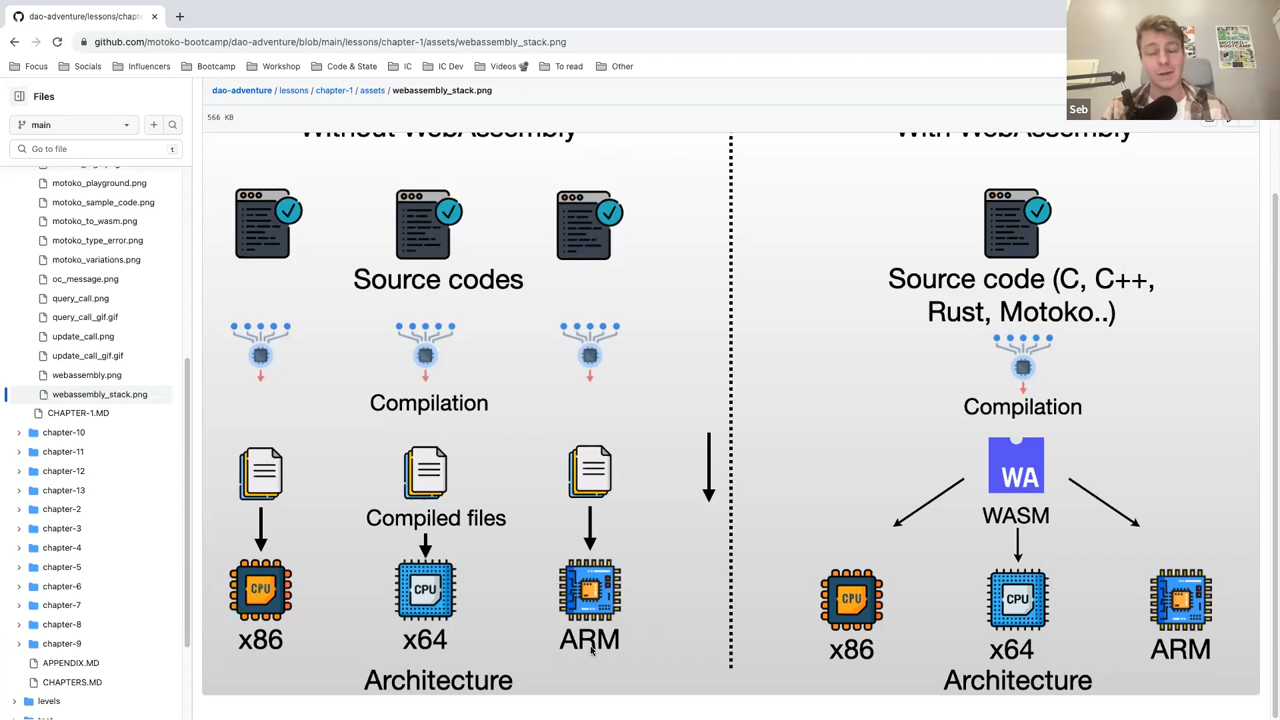 dao-adventure/lessons/chapt
github.com/motoko-bootcamp/dao-adventure/blob/main/lessons/chapter-1/assets/webassembly_stack.png
Focus
Socials
Influencers
Bootcamp
Workshop
Code & State
IC
IC Dev
Videos
To read
Other
Seb
Files
main
Go to file
t
motoko_playground.png
motoko_sample_code.png
motoko_to_wasm.png
motoko_type_error.png
motoko_variations.png
oc_message.png
query_call.png
query_call_gif.gif
update_call.png
update_call_gif.gif
webassembly.png
webassembly_stack.png
CHAPTER-1.MD
chapter-10
chapter-11
chapter-12
chapter-13
chapter-2
chapter-3
chapter-4
chapter-5
chapter-6
chapter-7
chapter-8
chapter-9
APPENDIX.MD
CHAPTERS.MD
levels
dao-adventure / lessons / chapter-1 / assets / webassembly_stack.png
566 KB
Without WebAssembly
Source codes
Compilation
Compiled files
CPU
CPU
x86
x64
ARM
Architecture
With WebAssembly
Source code (C, C++,
Rust, Motoko..)
Compilation
WA
WASM
CPU
CPU
x86
x64
ARM
Architecture